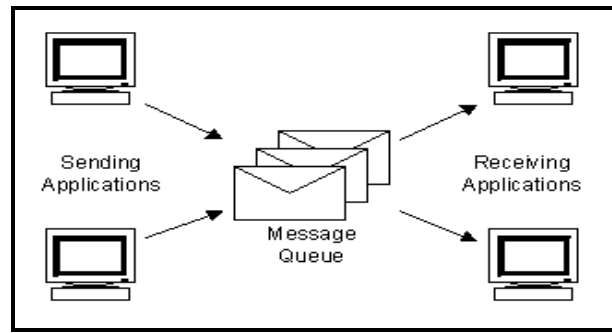 Sending
Applications
Message
Queue
Receiving
Applications